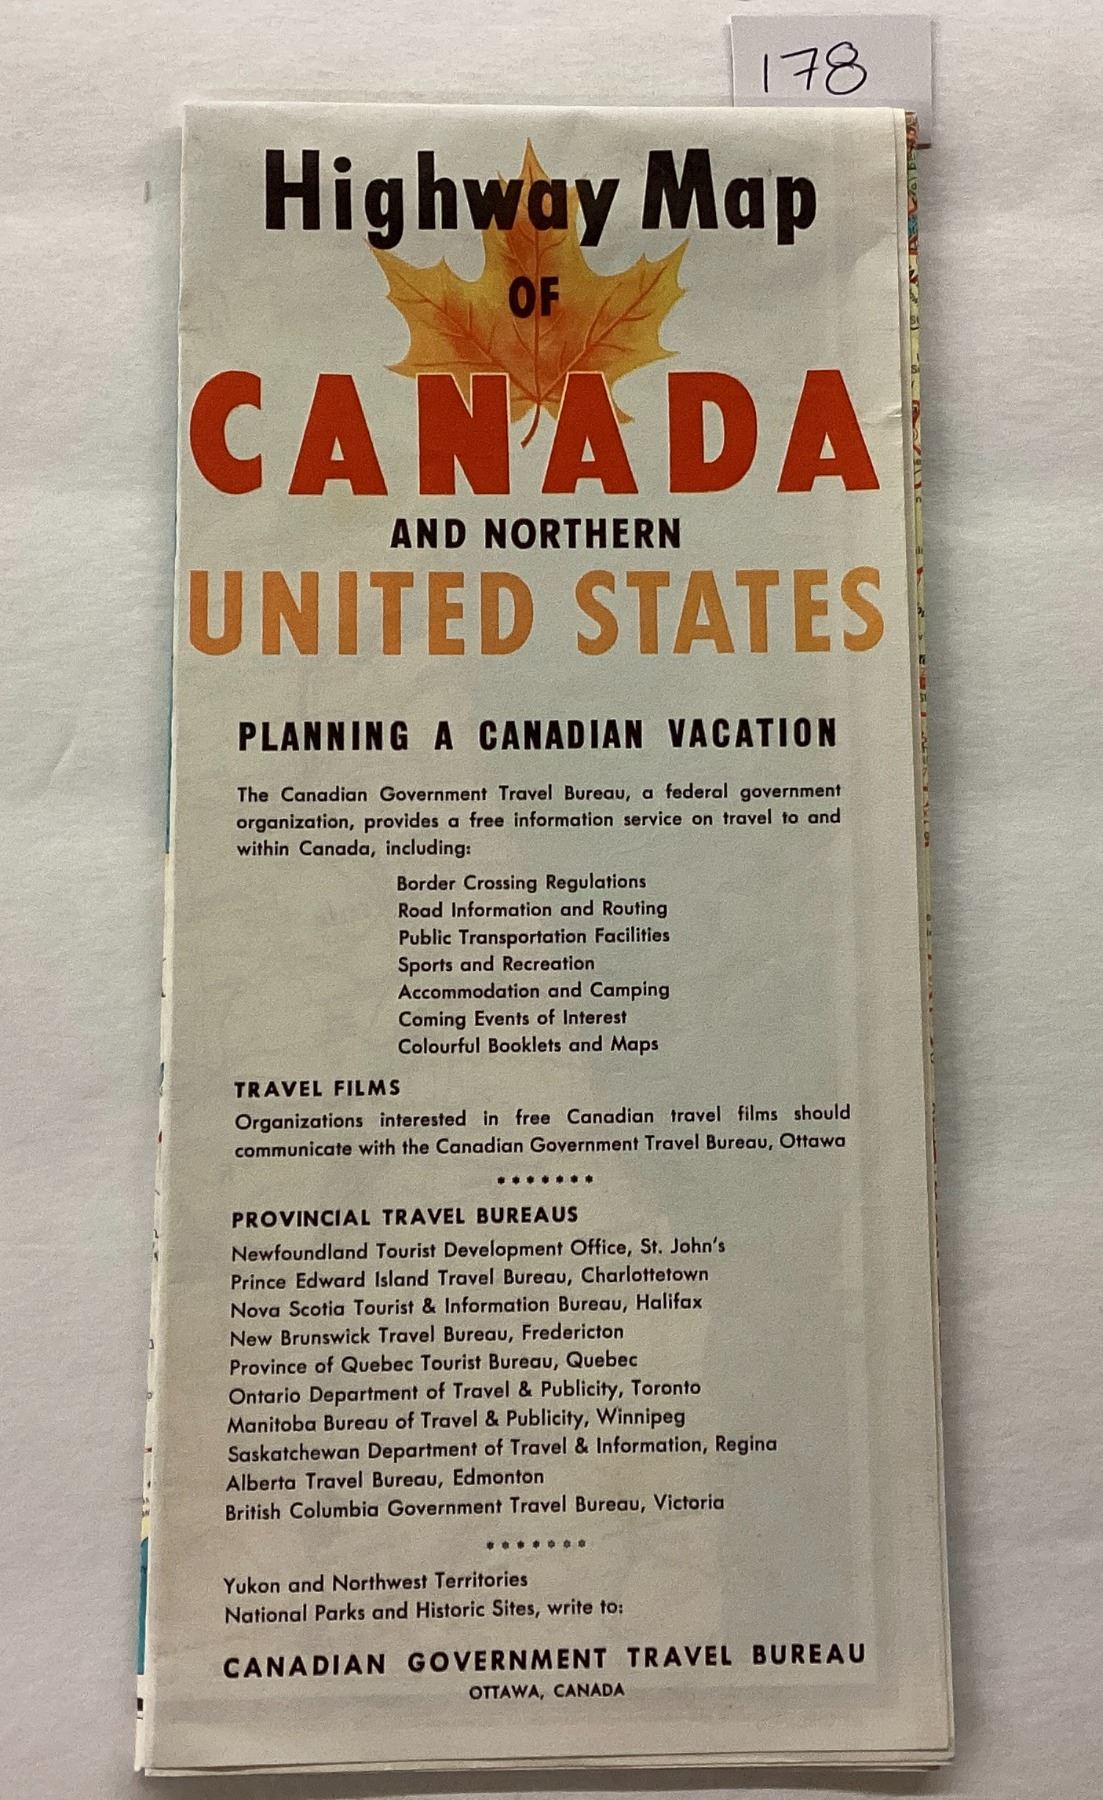 178
Highway Map
OF
CANADA
AND NORTHERN
UNITED STATES
PLANNING A CANADIAN VACATION
The Canadian Government Travel Bureau, a federal government
organization, provides a free information service on travel to and
within Canada, including:
Border Crossing Regulations
Road Information and Routing
Public Transportation Facilities
Sports and Recreation
Accommodation and Camping
Coming Events of Interest
Colourful Booklets and Maps
TRAVEL FILMS
Organizations interested in free Canadian travel films should
communicate with the Canadian Government Travel Bureau, Ottawa
*******
PROVINCIAL TRAVEL BUREAUS
Newfoundland Tourist Development Office, St. John's
Prince Edward Island Travel Bureau, Charlottetown
Nova Scotia Tourist & Information Bureau, Halifax
New Brunswick Travel Bureau, Fredericton
Province of Quebec Tourist Bureau, Quebec
Ontario Department of Travel & Publicity, Toronto
Manitoba Bureau of Travel & Publicity, Winnipeg
Saskatchewan Department of Travel & Information, Regina
Alberta Travel Bureau, Edmonton
British Columbia Government Travel Bureau, Victoria
*******
Yukon and Northwest Territories
National Parks and Historic Sites, write to:
CANADIAN GOVERNMENT TRAVEL BUREAU
OTTAWA, CANADA